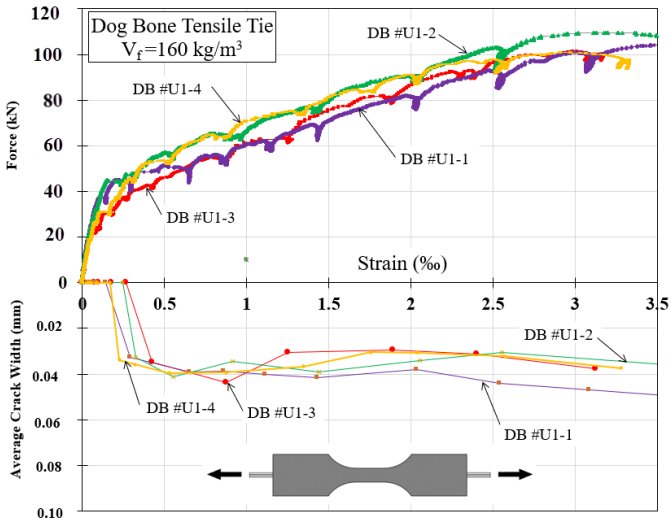 120
100
80
60
40
20
0
Force (kN)
Dog Bone Tensile Tie
V_f=160 kg/m³
DB #U1-2
DB #U1-4
DB #U1-1
DB #U1-3
Strain (‰)
0 0.5 1 1.5 2 2.5 3 3.5
0.02
0.04
0.06
0.08
0.10
Average Crack Width (mm)
DB #U1-2
DB #U1-4
DB #U1-3
DB #U1-1